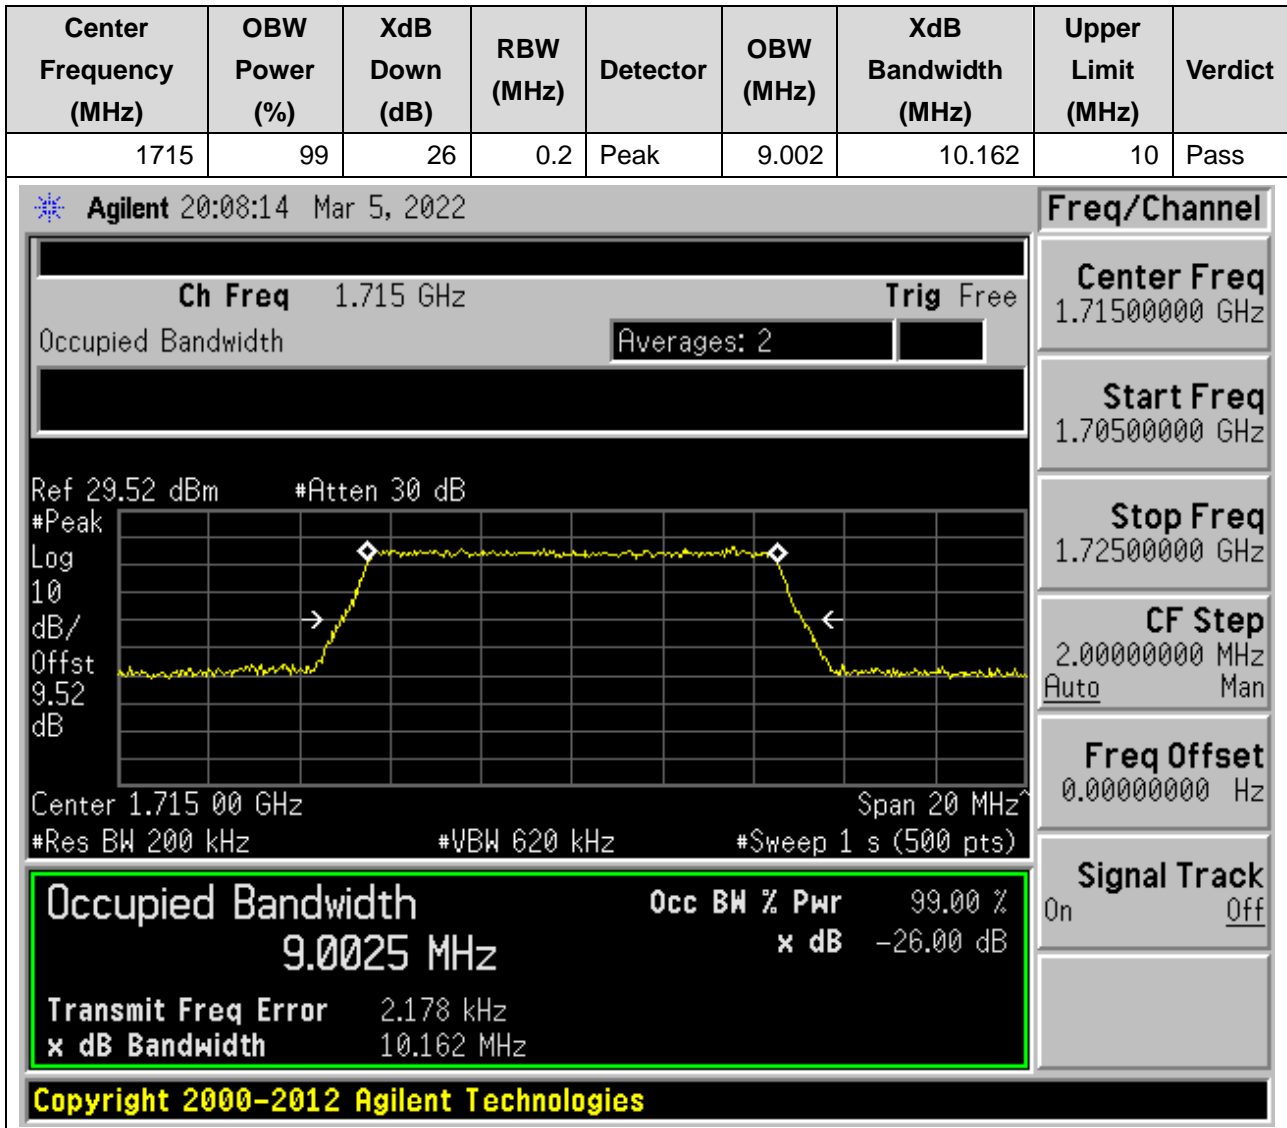 Center Frequency (MHz) OBW Power (%) XdB Down (dB) RBW (MHz) Detector OBW (MHz) XdB Bandwidth (MHz) Upper Limit (MHz) Verdict
1715 99 26 0.2 Peak 9.002 10.162 10 Pass
Agilent 20:08:14 Mar 5, 2022
Freq/Channel
Ch Freq 1.715 GHz Trig Free
Occupied Bandwidth Averages: 2
Ref 29.52 dBm #Atten 30 dB
#Peak
Log
10
dB/
Offst
9.52
dB
Center 1.715 00 GHz Span 20 MHz^
#Res BW 200 kHz #VBW 620 kHz #Sweep 1 s (500 pts)
Occupied Bandwidth Occ BW % Pwr 99.00 %
9.0025 MHz x dB -26.00 dB
Transmit Freq Error 2.178 kHz
x dB Bandwidth 10.162 MHz
Center Freq
1.71500000 GHz
Start Freq
1.70500000 GHz
Stop Freq
1.72500000 GHz
CF Step
2.00000000 MHz
Auto Man
Freq Offset
0.00000000 Hz
Signal Track
On Off
Copyright 2000-2012 Agilent Technologies